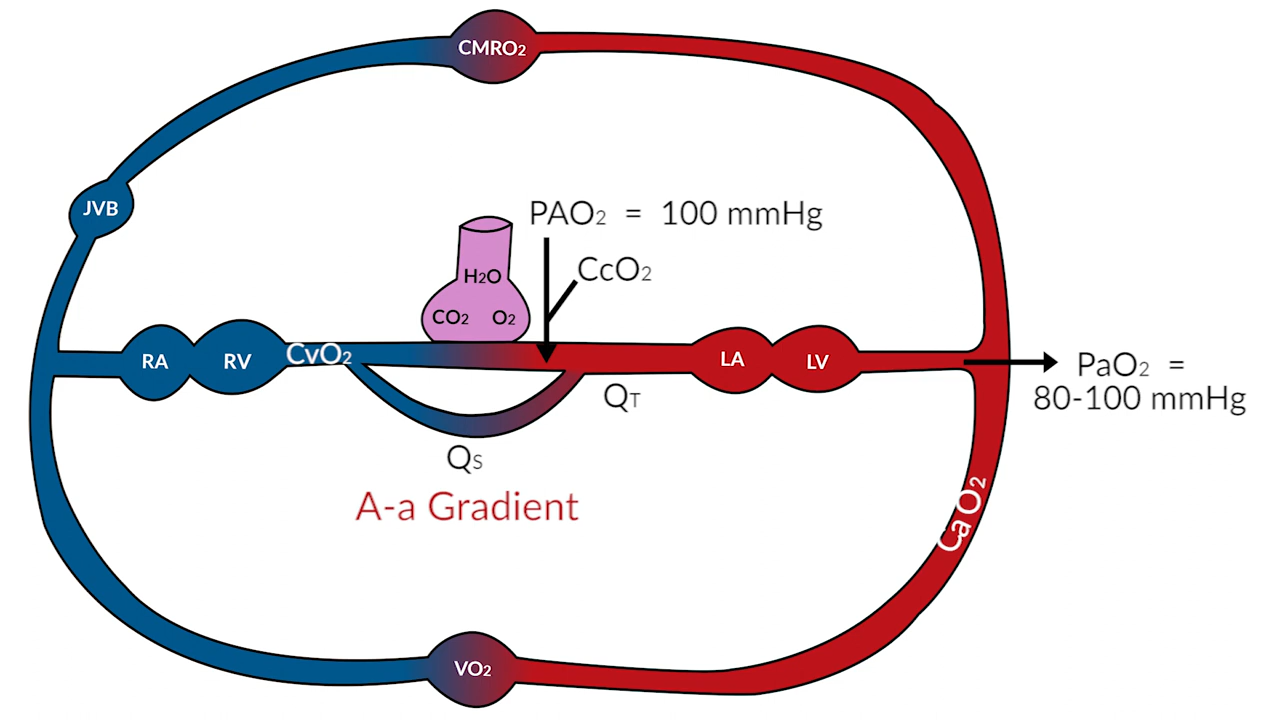 CMRO₂
JVB
PAO₂ = 100 mmHg
CcO₂
H₂O
CO₂ O₂
RA RV CvO₂ LA LV
PaO₂ =
80-100 mmHg
QT
QS
A-a Gradient
CaO₂
VO₂